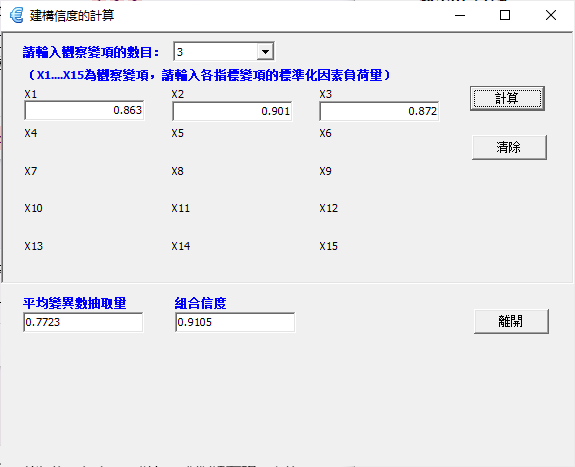 建構信度的計算
請輸入觀察變項的數目： 3
（X1....X15為觀察變項，請輸入各指標變項的標準化因素負荷量）
X1 X2 X3
0.863 0.901 0.872
計算
X4 X5 X6
清除
X7 X8 X9
X10 X11 X12
X13 X14 X15
平均變異數抽取量 組合信度
0.7723 0.9105
離開